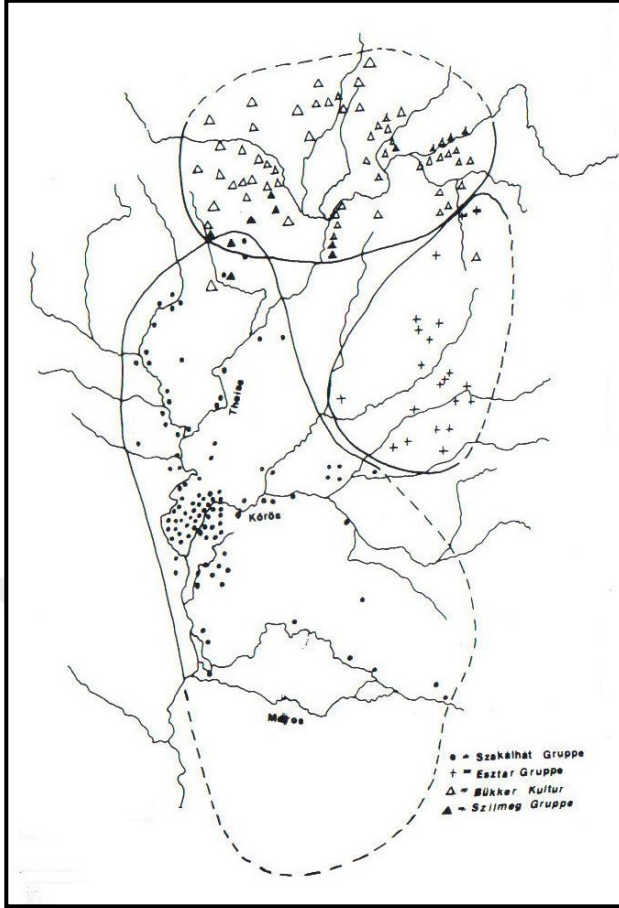 Theiss
Körös
Maros
• = Szakálhát Gruppe
+ = Esztár Gruppe
△ = Bükker Kultur
▲ = Szilmeg Gruppe